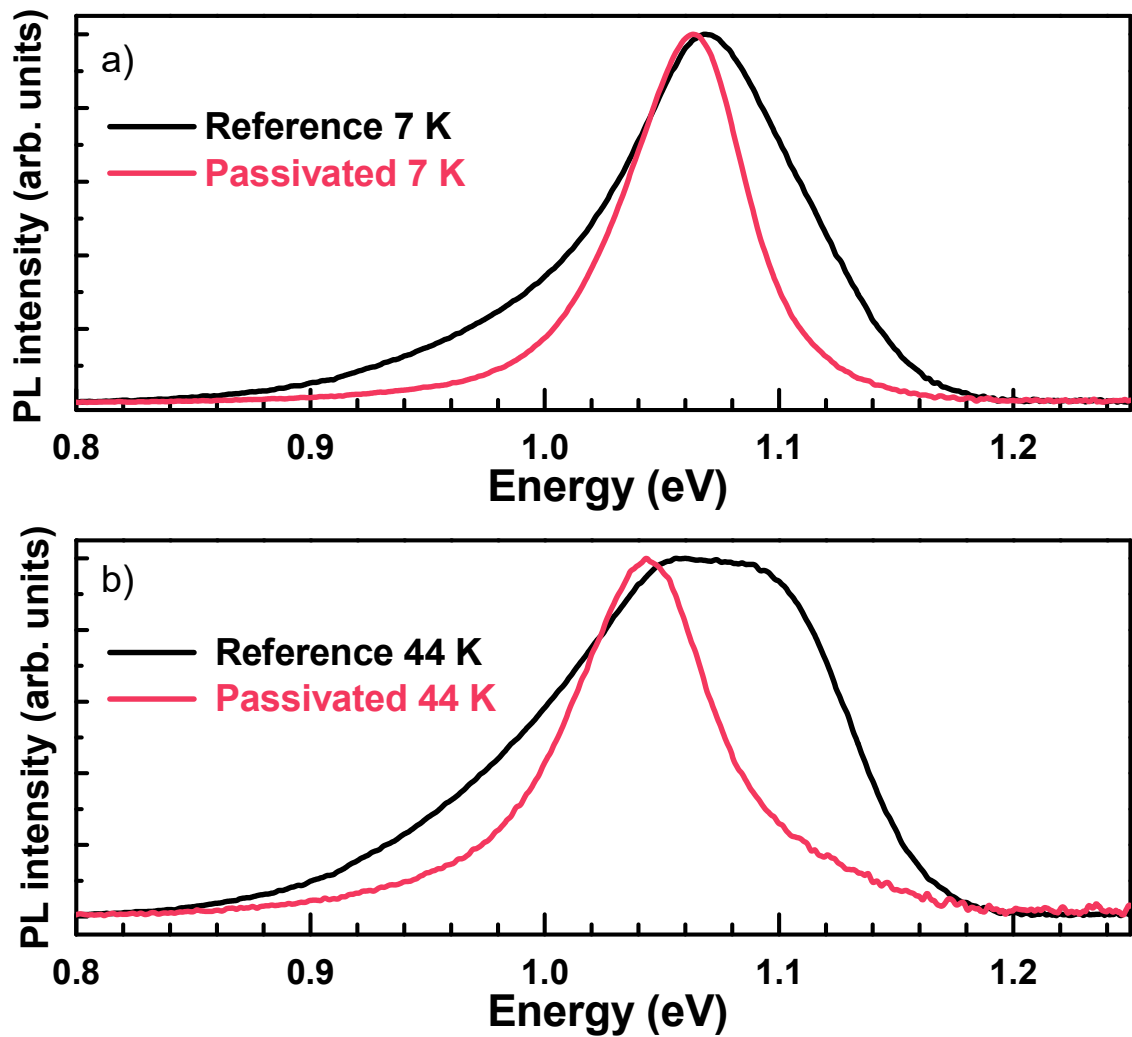 a)
PL intensity (arb. units)
Reference 7 K
Passivated 7 K
0.8 0.9 1.0 1.1 1.2
Energy (eV)
b)
PL intensity (arb. units)
Reference 44 K
Passivated 44 K
0.8 0.9 1.0 1.1 1.2
Energy (eV)